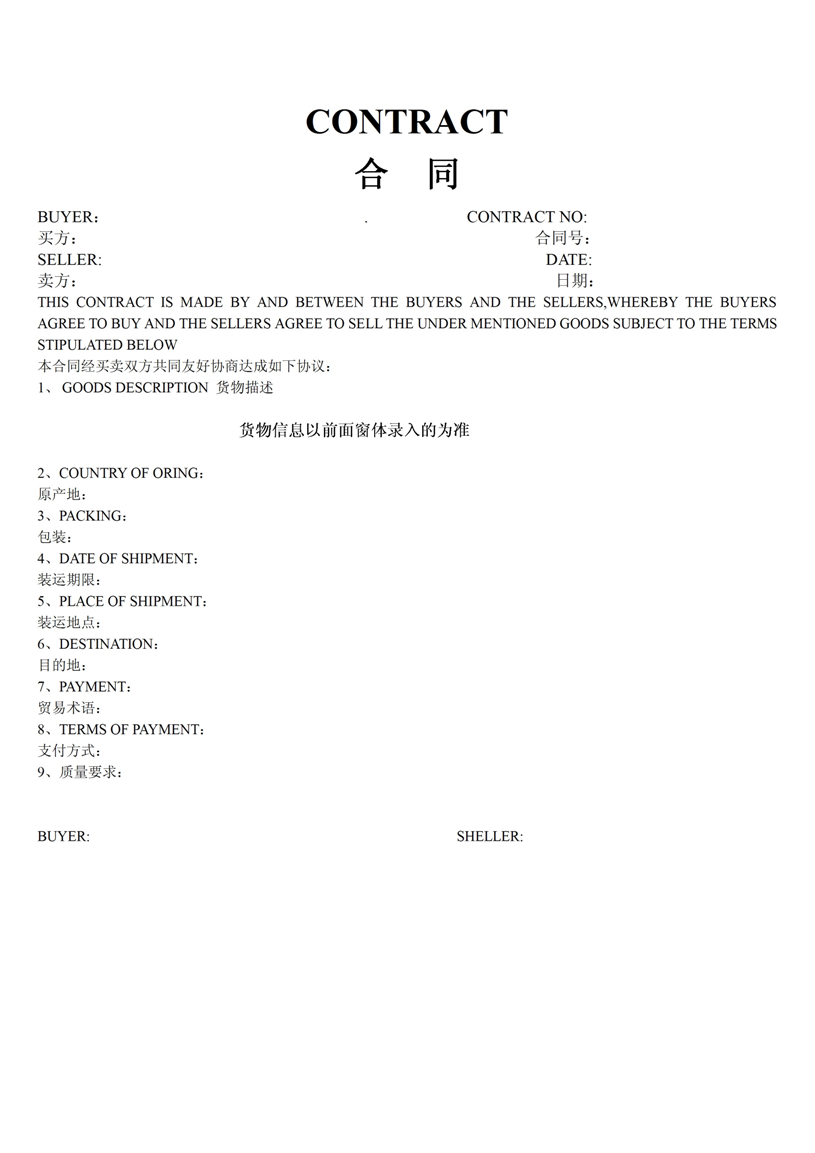 CONTRACT
合 同
BUYER： . CONTRACT NO:
买方： 合同号：
SELLER: DATE:
卖方： 日期：
THIS CONTRACT IS MADE BY AND BETWEEN THE BUYERS AND THE SELLERS,WHEREBY THE BUYERS
AGREE TO BUY AND THE SELLERS AGREE TO SELL THE UNDER MENTIONED GOODS SUBJECT TO THE TERMS
STIPULATED BELOW
本合同经买卖双方共同友好协商达成如下协议：
1、 GOODS DESCRIPTION 货物描述
货物信息以前面窗体录入的为准
2、COUNTRY OF ORING：
原产地：
3、PACKING：
包装：
4、DATE OF SHIPMENT：
装运期限：
5、PLACE OF SHIPMENT：
装运地点：
6、DESTINATION：
目的地：
7、PAYMENT：
贸易术语：
8、TERMS OF PAYMENT：
支付方式：
9、质量要求：
BUYER: SHELLER: